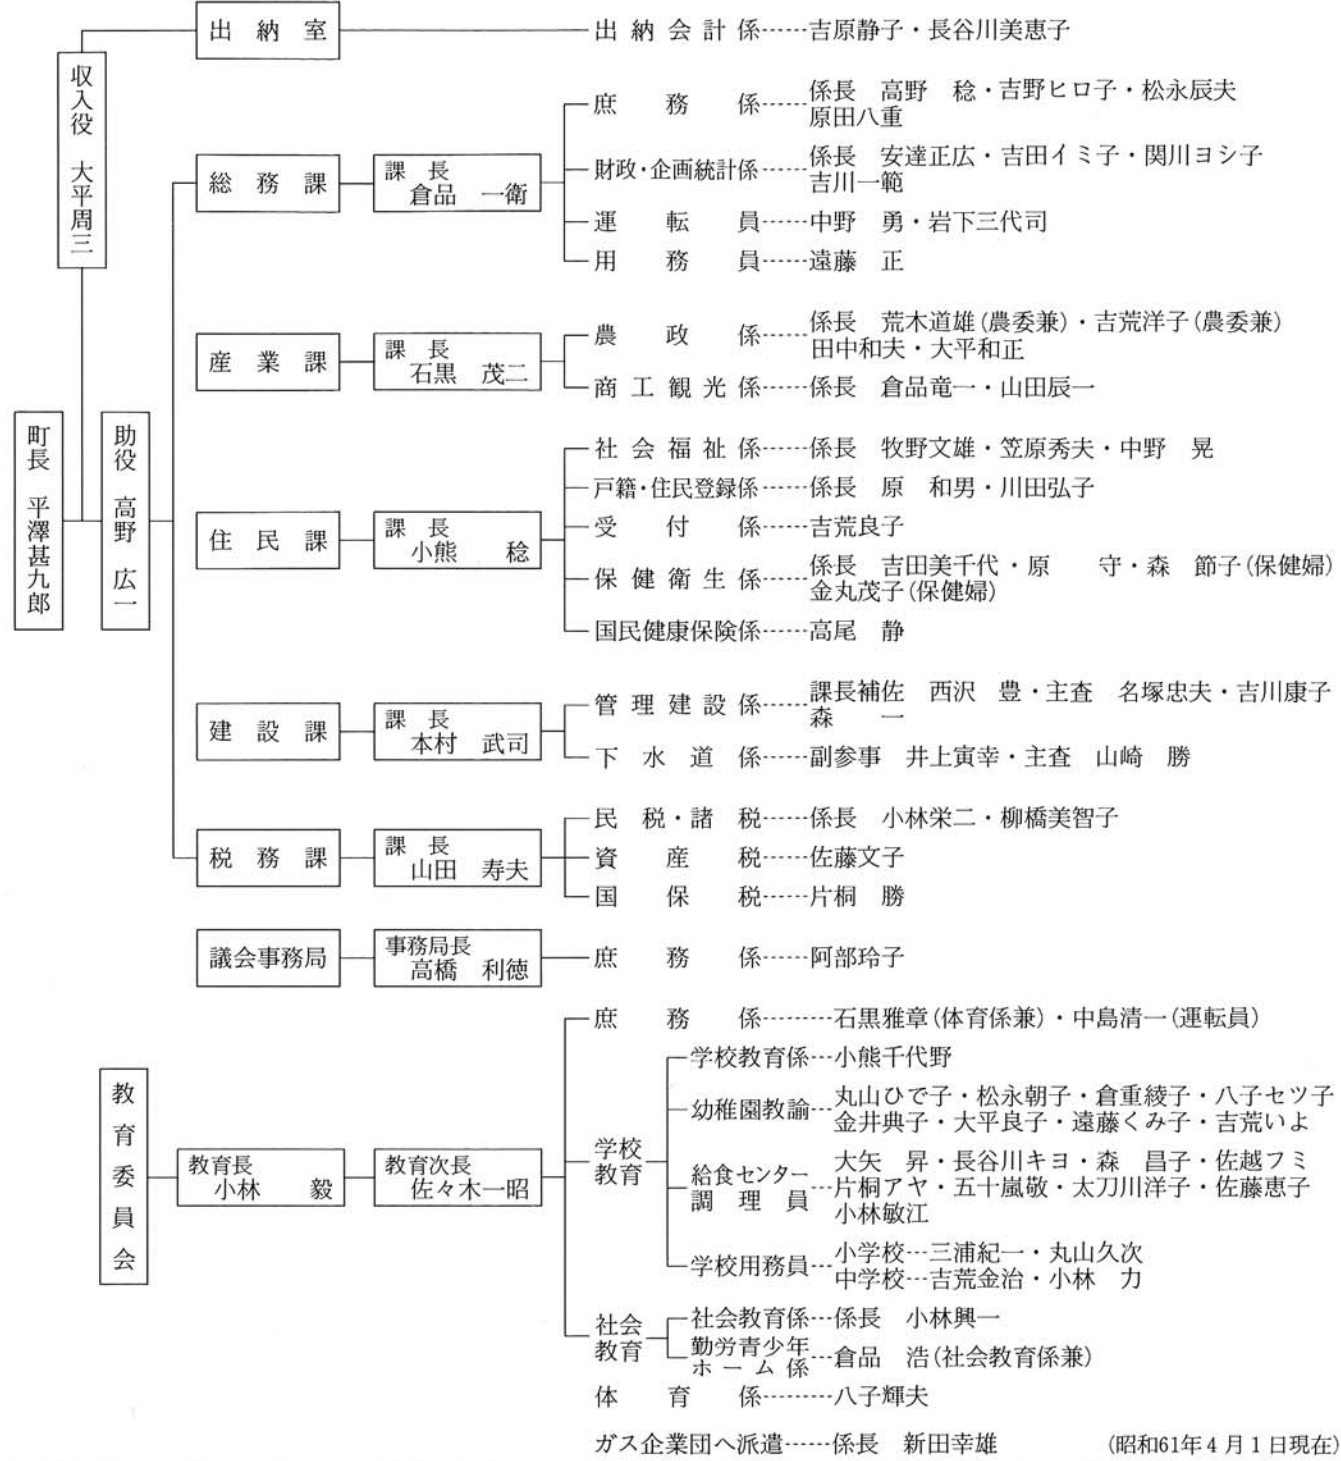 出納室
出納会計係……吉原静子・長谷川美恵子
収入役　大平周三
庶務係……係長　高野　稔・吉野ヒロ子・松永辰夫
原田八重
総務課
課長
倉品　一衛
財政・企画統計係……係長　安達正広・吉田イミ子・関川ヨシ子
吉川一範
運転員……中野　勇・岩下三代司
用務員……遠藤　正
産業課
課長
石黒　茂二
農政係……係長　荒木道雄(農委兼)・吉荒洋子(農委兼)
田中和夫・大平和正
商工観光係……係長　倉品竜一・山田辰一
町長　平澤甚九郎
助役　高野　広一
住民課
課長
小熊　稔
社会福祉係……係長　牧野文雄・笠原秀夫・中野　晃
戸籍・住民登録係……係長　原　和男・川田弘子
受付係……吉荒良子
保健衛生係……係長　吉田美千代・原　守・森　節子(保健婦)
金丸茂子(保健婦)
国民健康保険係……高尾　静
建設課
課長
本村　武司
管理建設係……課長補佐　西沢　豊・主査　名塚忠夫・吉川康子
森　一
下水道係……副参事　井上寅幸・主査　山崎　勝
税務課
課長
山田　寿夫
民税・諸税……係長　小林栄二・柳橋美智子
資産税……佐藤文子
国保税……片桐　勝
議会事務局
事務局長
高橋　利徳
庶務係……阿部玲子
教育委員会
教育長
小林　毅
教育次長
佐々木一昭
庶務係………石黒雅章(体育係兼)・中島清一(運転員)
学校
教育
学校教育係…小熊千代野
幼稚園教諭…丸山ひで子・松永朝子・倉重綾子・八子セツ子
金井典子・大平良子・遠藤くみ子・吉荒いよ
給食センター
調理員…大矢　昇・長谷川キヨ・森　昌子・佐越フミ
片桐アヤ・五十嵐敬・太刀川洋子・佐藤恵子
小林敏江
学校用務員…小学校…三浦紀一・丸山久次
中学校…吉荒金治・小林　力
社会
教育
社会教育係…係長　小林興一
勤労青少年
ホーム係…倉品　浩(社会教育係兼)
体育係………八子輝夫
ガス企業団へ派遣……係長　新田幸雄
(昭和61年4月1日現在)